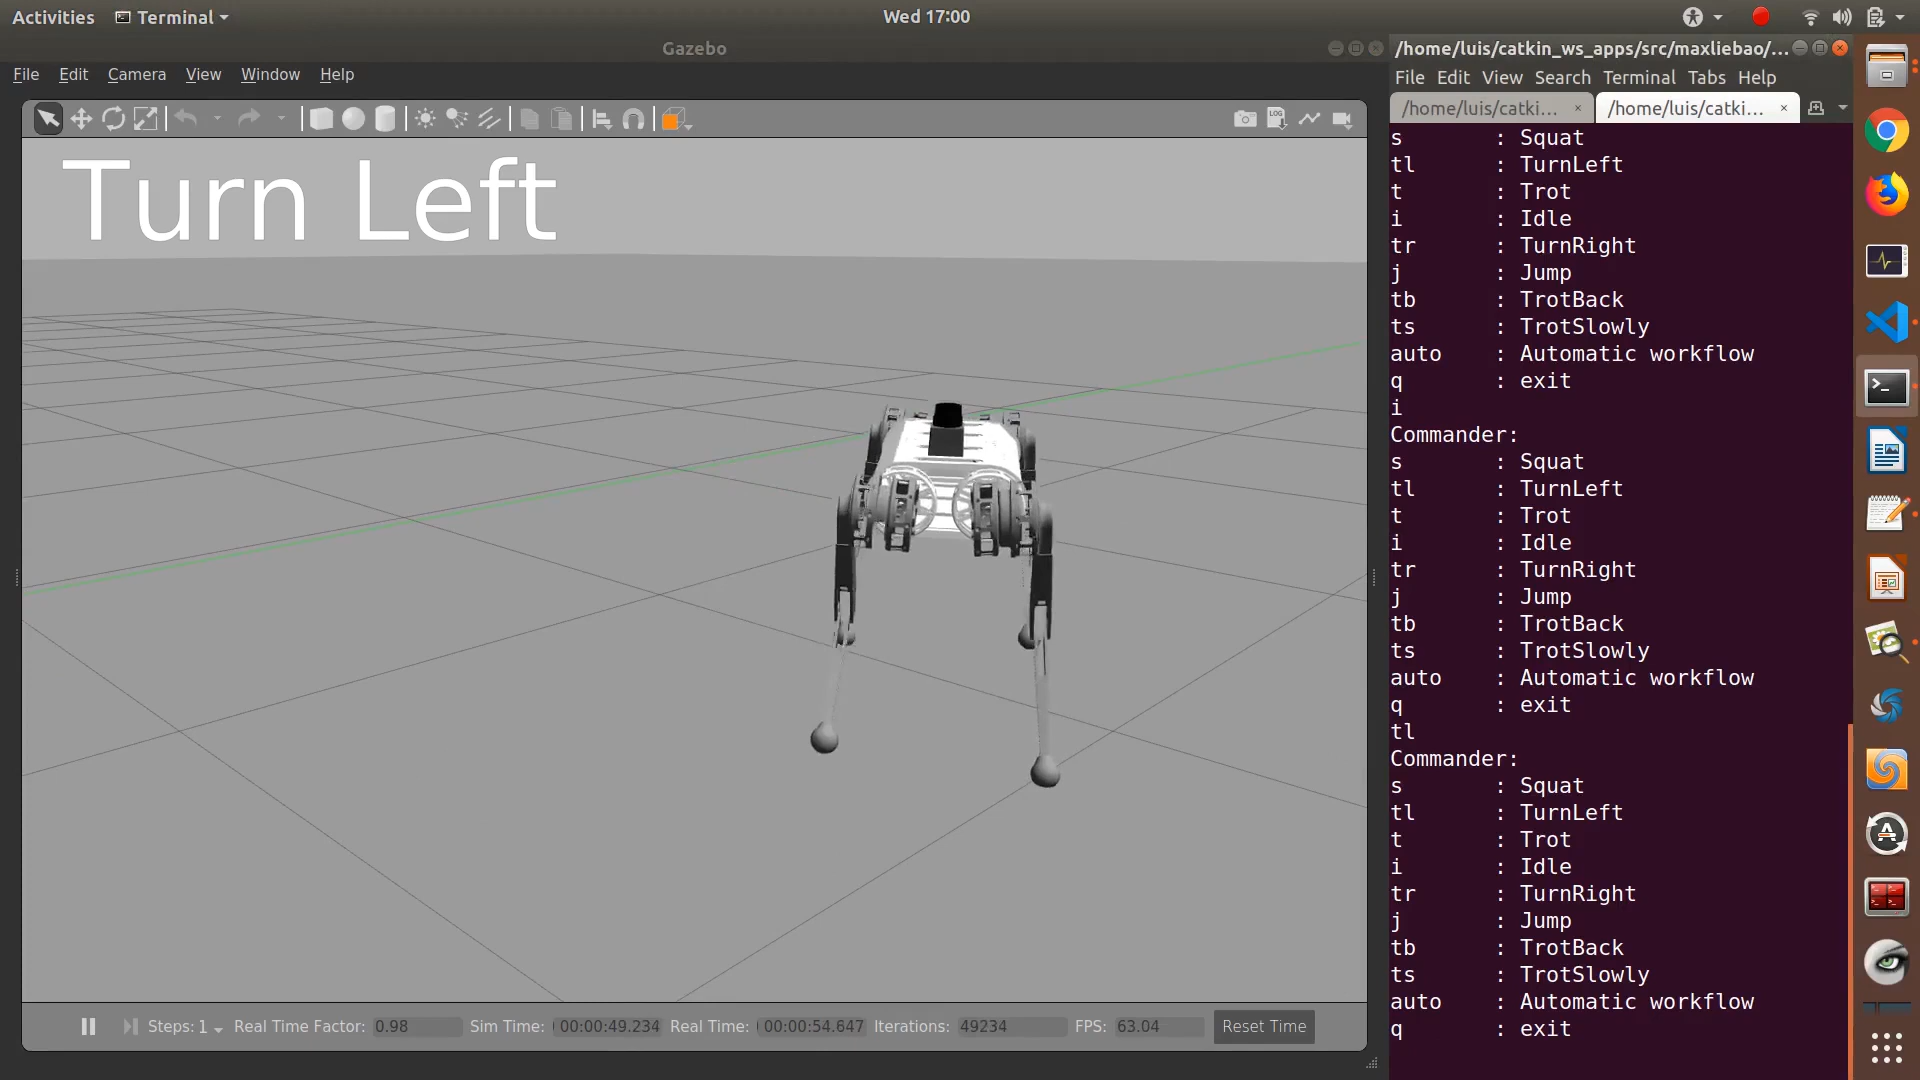 Activities Terminal Wed 17:00
Gazebo
File Edit Camera View Window Help
LOG
Turn Left
Steps: 1 Real Time Factor: 0.98 Sim Time: 00:00:49.234 Real Time: 00:00:54.647 Iterations: 49234 FPS: 63.04 Reset Time
/home/luis/catkin_ws_apps/src/maxliebao/...
File Edit View Search Terminal Tabs Help
/home/luis/catki... × /home/luis/catki... ×
s : Squat
tl : TurnLeft
t : Trot
i : Idle
tr : TurnRight
j : Jump
tb : TrotBack
ts : TrotSlowly
auto : Automatic workflow
q : exit
i
Commander:
s : Squat
tl : TurnLeft
t : Trot
i : Idle
tr : TurnRight
j : Jump
tb : TrotBack
ts : TrotSlowly
auto : Automatic workflow
q : exit
tl
Commander:
s : Squat
tl : TurnLeft
t : Trot
i : Idle
tr : TurnRight
j : Jump
tb : TrotBack
ts : TrotSlowly
auto : Automatic workflow
q : exit